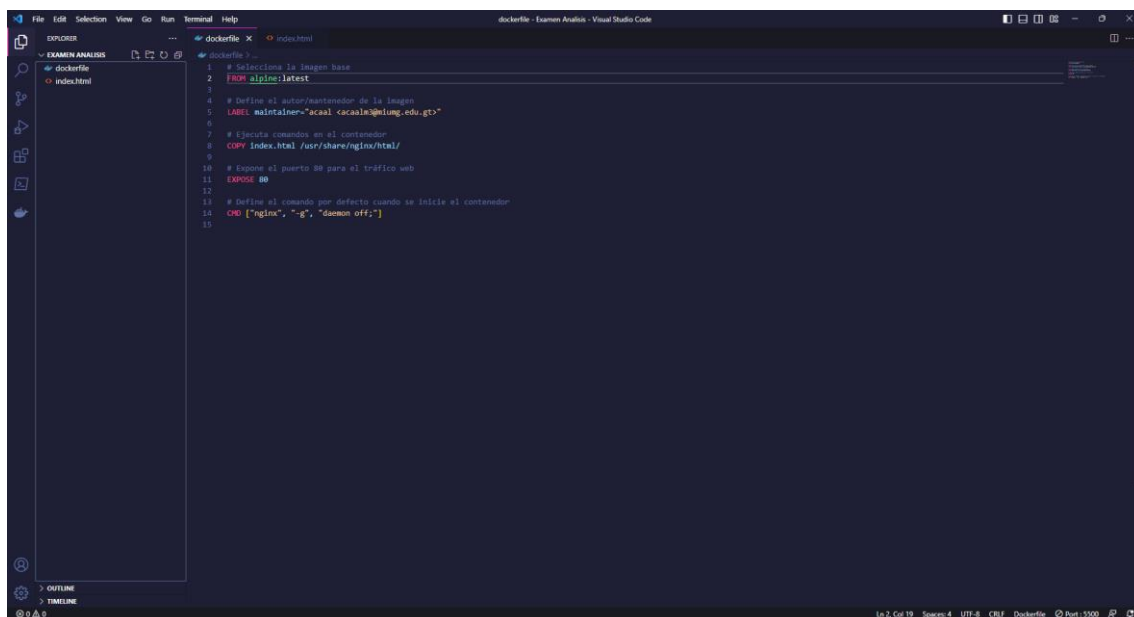 File Edit Selection View Go Run Terminal Help
dockerfile - Examen Analisis - Visual Studio Code
EXPLORER
EXAMEN ANALISIS
dockerfile
index.html
OUTLINE
TIMELINE
dockerfile
index.html
dockerfile > ...
1 # Selecciona la imagen base
2 FROM alpine:latest
3
4 # Define el autor/mantenedor de la imagen
5 LABEL maintainer="acaal <acaalm3@miumg.edu.gt>"
6
7 # Ejecuta comandos en el contenedor
8 COPY index.html /usr/share/nginx/html/
9
10 # Expone el puerto 80 para el tráfico web
11 EXPOSE 80
12
13 # Define el comando por defecto cuando se inicie el contenedor
14 CMD ["nginx", "-g", "daemon off;"]
15
0 0
Ln 2, Col 19 Spaces: 4 UTF-8 CRLF Dockerfile Port : 5500